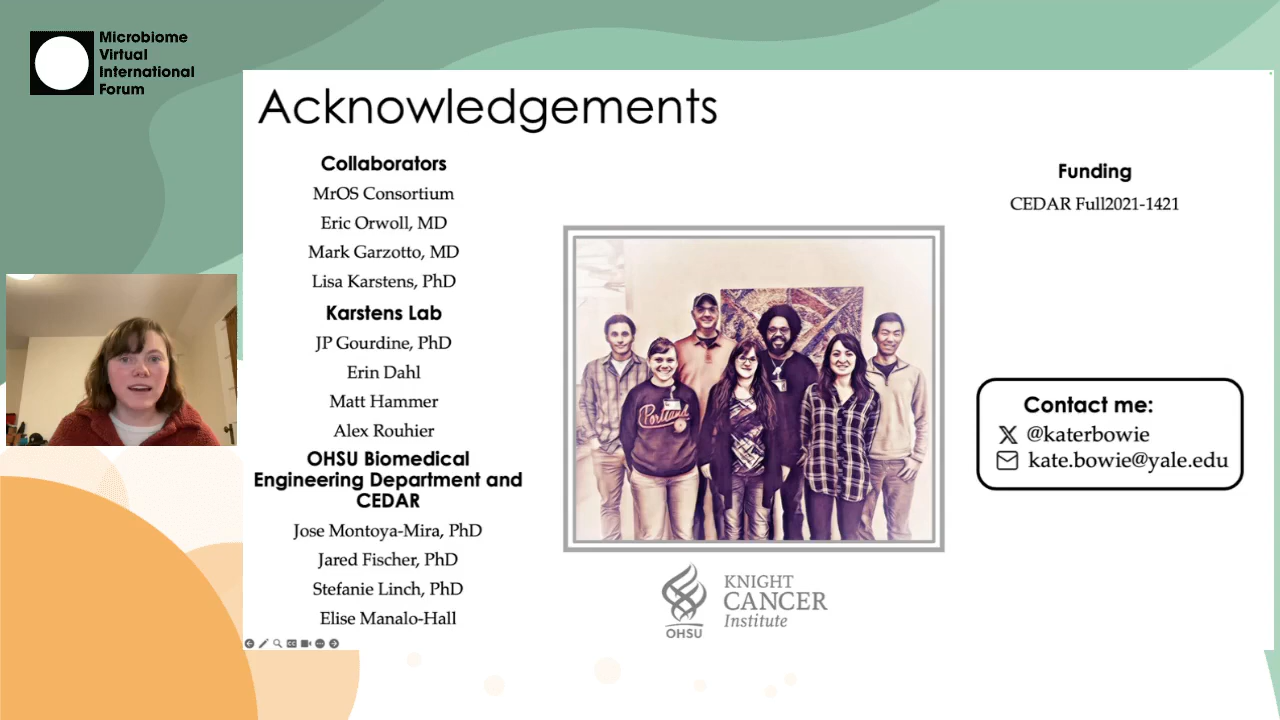 Microbiome
Virtual
International
Forum
Acknowledgements
Collaborators
MrOS Consortium
Eric Orwoll, MD
Mark Garzotto, MD
Lisa Karstens, PhD
Karstens Lab
JP Gourdine, PhD
Erin Dahl
Matt Hammer
Alex Rouhier
OHSU Biomedical
Engineering Department and
CEDAR
Jose Montoya-Mira, PhD
Jared Fischer, PhD
Stefanie Linch, PhD
Elise Manalo-Hall
Portland
OHSU
KNIGHT
CANCER
Institute
Funding
CEDAR Full2021-1421
Contact me:
@katerbowie
kate.bowie@yale.edu